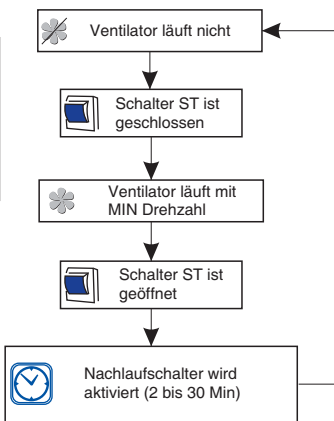 Ventilator läuft nicht
Schalter ST ist
geschlossen
Ventilator läuft mit
MIN Drehzahl
Schalter ST ist
geöffnet
Nachlaufschalter wird
aktiviert (2 bis 30 Min)